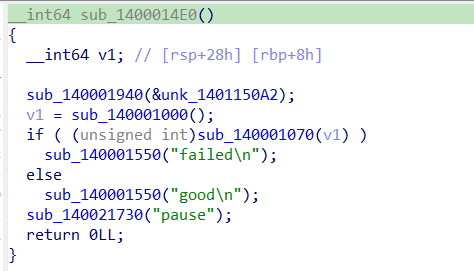 __int64 sub_1400014E0()
{
  __int64 v1; // [rsp+28h] [rbp+8h]
  sub_140001940(&unk_1401150A2);
  v1 = sub_140001000();
  if ( (unsigned int)sub_140001070(v1) )
    sub_140001550("failed\n");
  else
    sub_140001550("good\n");
  sub_140021730("pause");
  return 0LL;
}